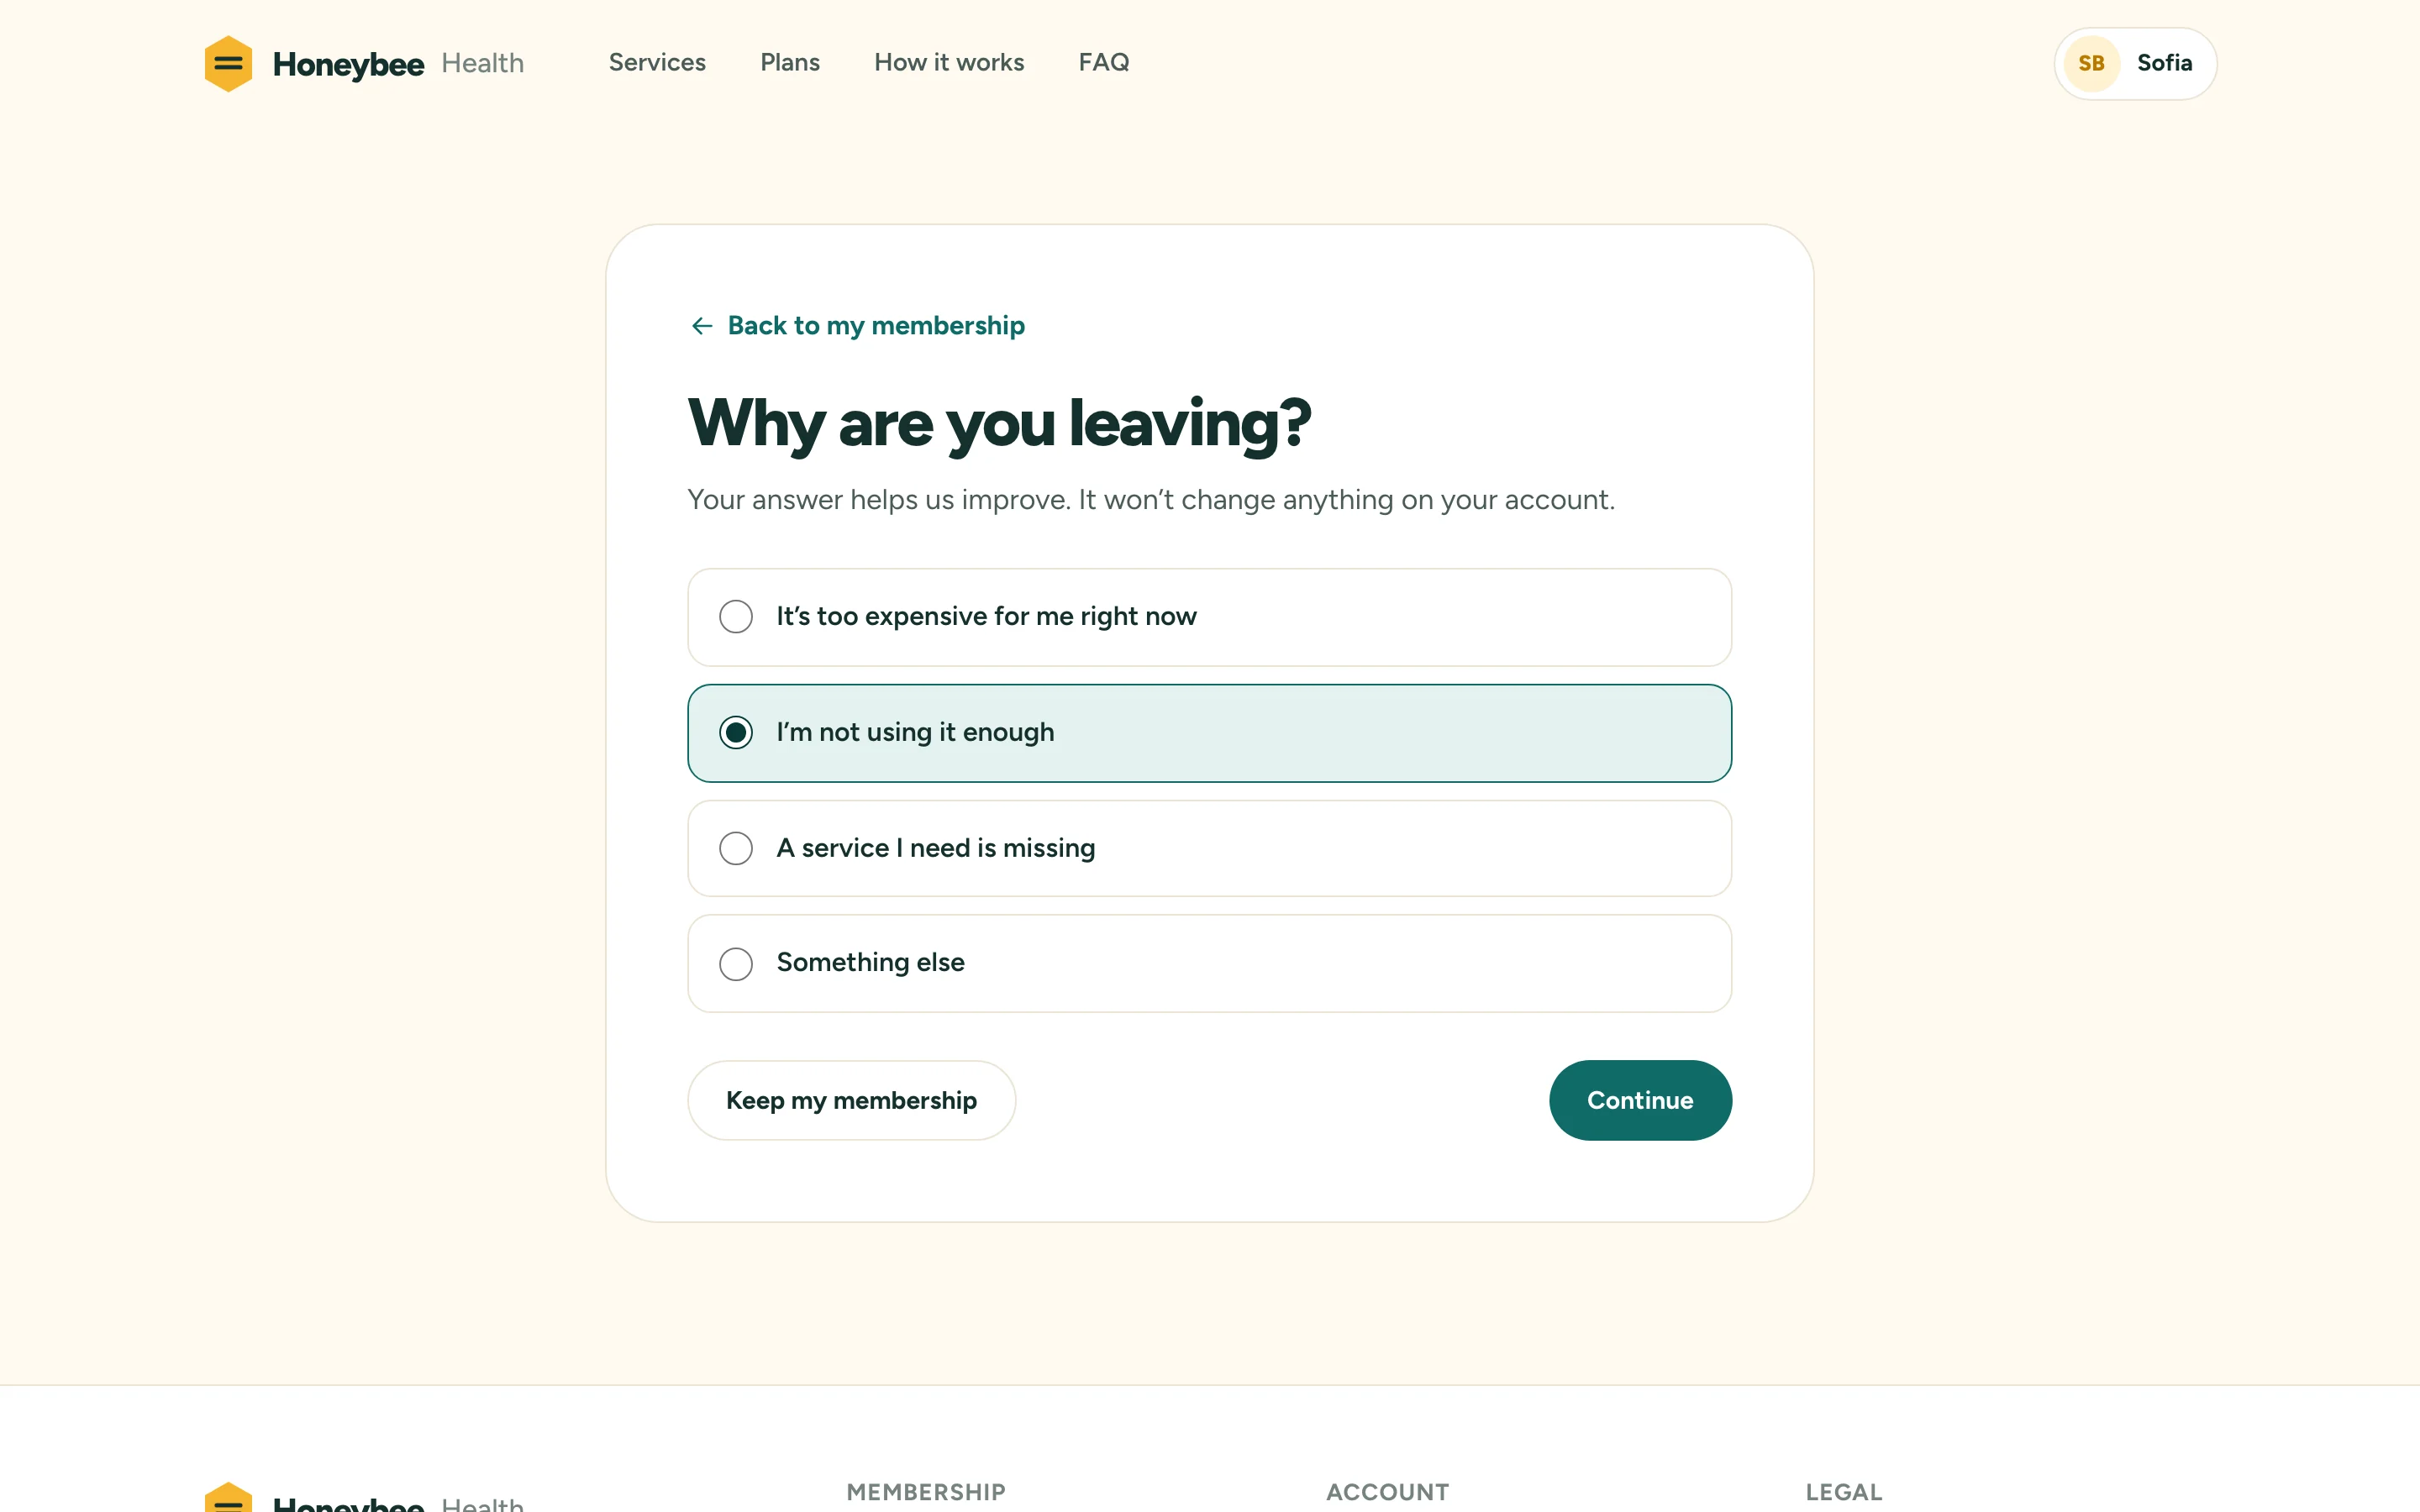 Honeybee Health
Services
Plans
How it works
FAQ
SB
Sofia
Back to my membership
Why are you leaving?
Your answer helps us improve. It won’t change anything on your account.
It’s too expensive for me right now
I’m not using it enough
A service I need is missing
Something else
Keep my membership
Continue
Honeybee Health
MEMBERSHIP
ACCOUNT
LEGAL